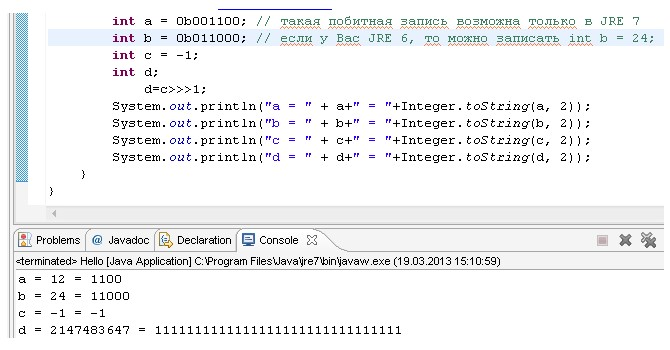 int a = 0b001100; // такая побитная запись возможна только в JRE 7
int b = 0b011000; // если у Вас JRE 6, то можно записать int b = 24;
int c = -1;
int d;
d=c>>>1;
System.out.println("a = " + a+" = "+Integer.toString(a, 2));
System.out.println("b = " + b+" = "+Integer.toString(b, 2));
System.out.println("c = " + c+" = "+Integer.toString(c, 2));
System.out.println("d = " + d+" = "+Integer.toString(d, 2));
}
}
Problems @ Javadoc Declaration Console
<terminated> Hello [Java Application] C:\Program Files\Java\jre7\bin\javaw.exe (19.03.2013 15:10:59)
a = 12 = 1100
b = 24 = 11000
c = -1 = -1
d = 2147483647 = 1111111111111111111111111111111